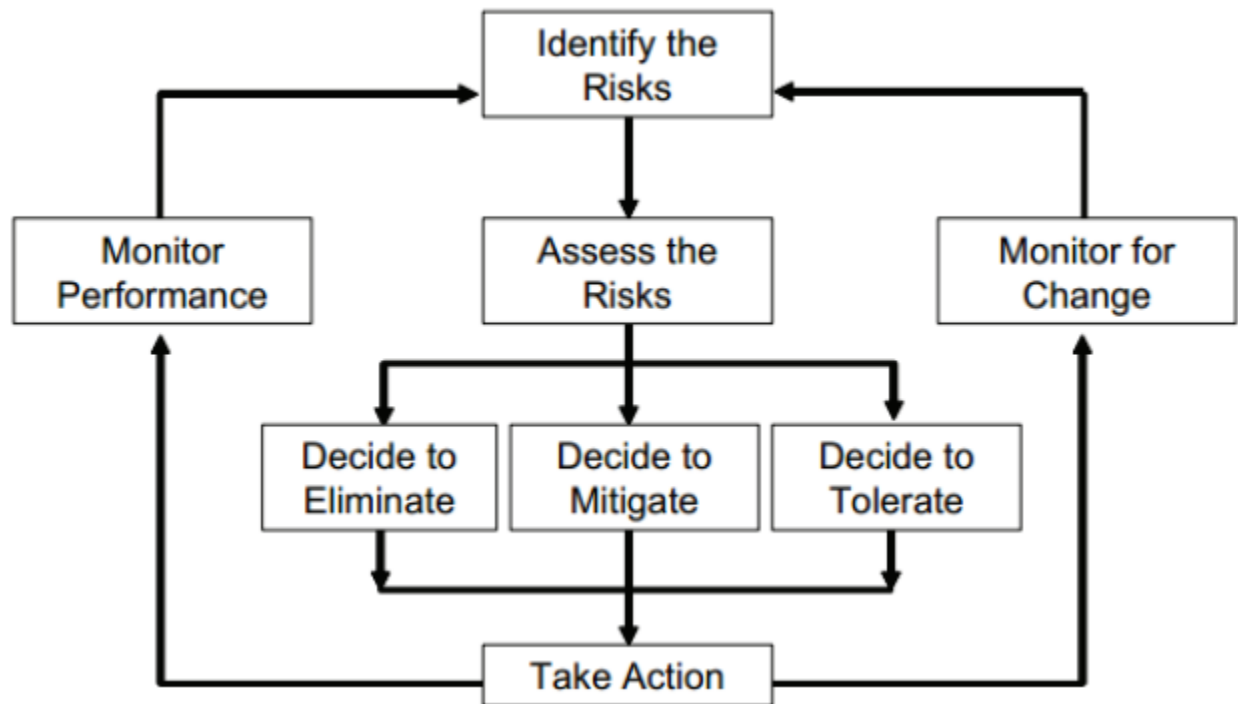 Identify the
Risks
Monitor
Performance
Assess the
Risks
Monitor for
Change
Decide to
Eliminate
Decide to
Mitigate
Decide to
Tolerate
Take Action